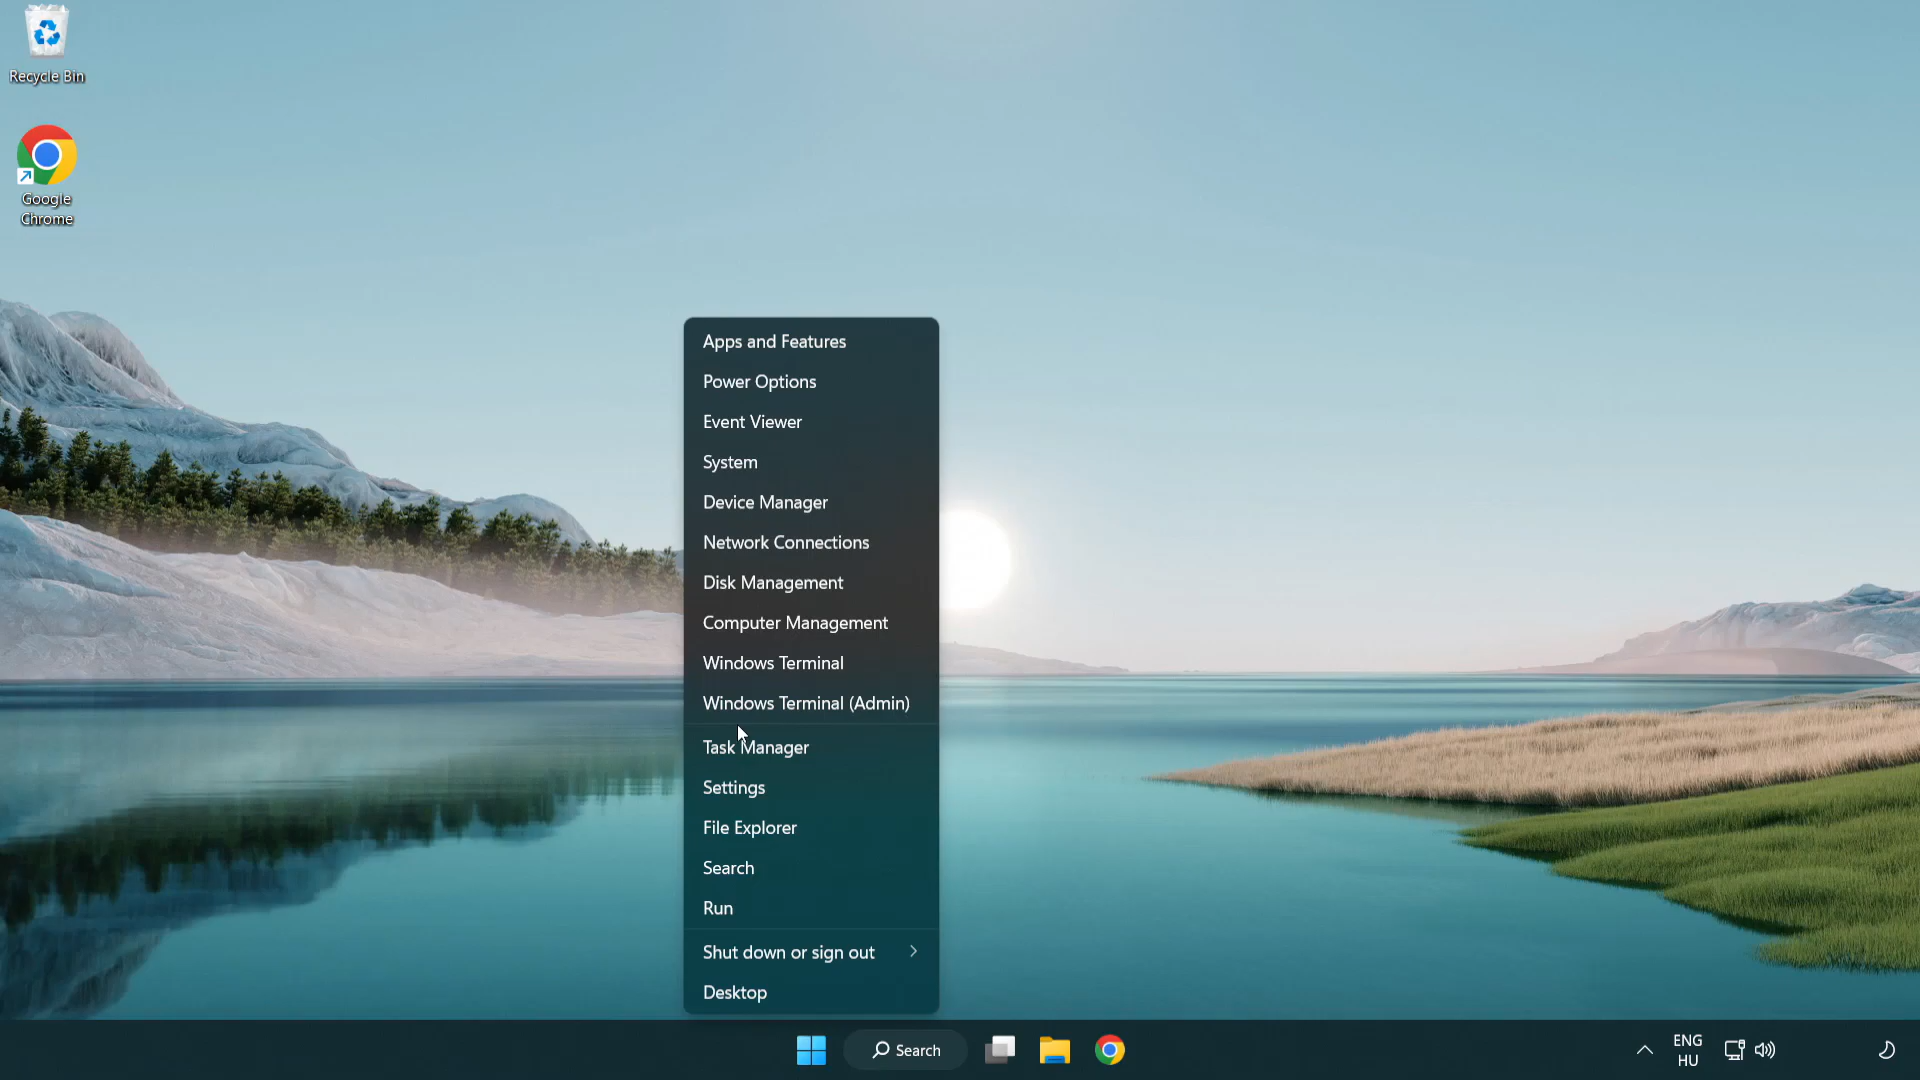 Recycle Bin
Google
Chrome
Apps and Features
Power Options
Event Viewer
System
Device Manager
Network Connections
Disk Management
Computer Management
Windows Terminal
Windows Terminal (Admin)
Task Manager
Settings
File Explorer
Search
Run
Shut down or sign out
Desktop
Search
ENG
HU